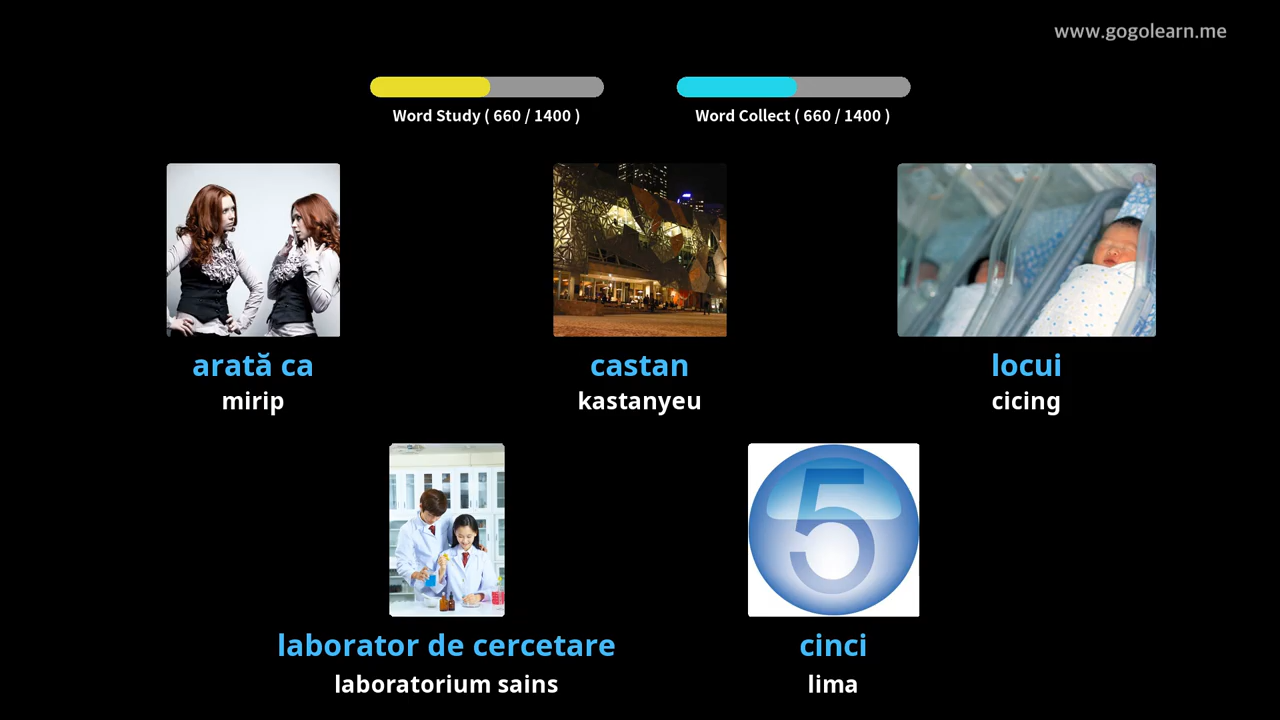 www.gogolearn.me
Word Study ( 660 / 1400 )
Word Collect ( 660 / 1400 )
arată ca
mirip
castan
kastanyeu
locui
cicing
5
laborator de cercetare
laboratorium sains
cinci
lima